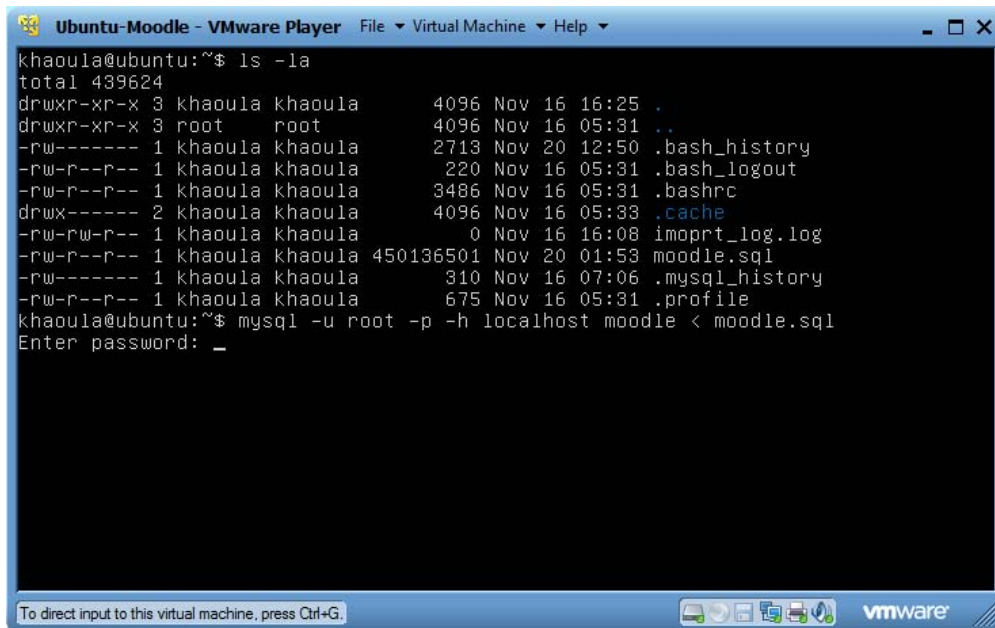 Ubuntu-Moodle - VMware Player File Virtual Machine Help
khaoula@ubuntu:~$ ls -la
total 439624
drwxr-xr-x 3 khaoula khaoula 4096 Nov 16 16:25 .
drwxr-xr-x 3 root root 4096 Nov 16 05:31 ..
-rw------- 1 khaoula khaoula 2713 Nov 20 12:50 .bash_history
-rw-r--r-- 1 khaoula khaoula 220 Nov 16 05:31 .bash_logout
-rw-r--r-- 1 khaoula khaoula 3486 Nov 16 05:31 .bashrc
drwx------ 2 khaoula khaoula 4096 Nov 16 05:33 .cache
-rw-rw-r-- 1 khaoula khaoula 0 Nov 16 16:08 imoprt_log.log
-rw-r--r-- 1 khaoula khaoula 450136501 Nov 20 01:53 moodle.sql
-rw------- 1 khaoula khaoula 310 Nov 16 07:06 .mysql_history
-rw-r--r-- 1 khaoula khaoula 675 Nov 16 05:31 .profile
khaoula@ubuntu:~$ mysql -u root -p -h localhost moodle < moodle.sql
Enter password: _
To direct input to this virtual machine, press Ctrl+G. vmware